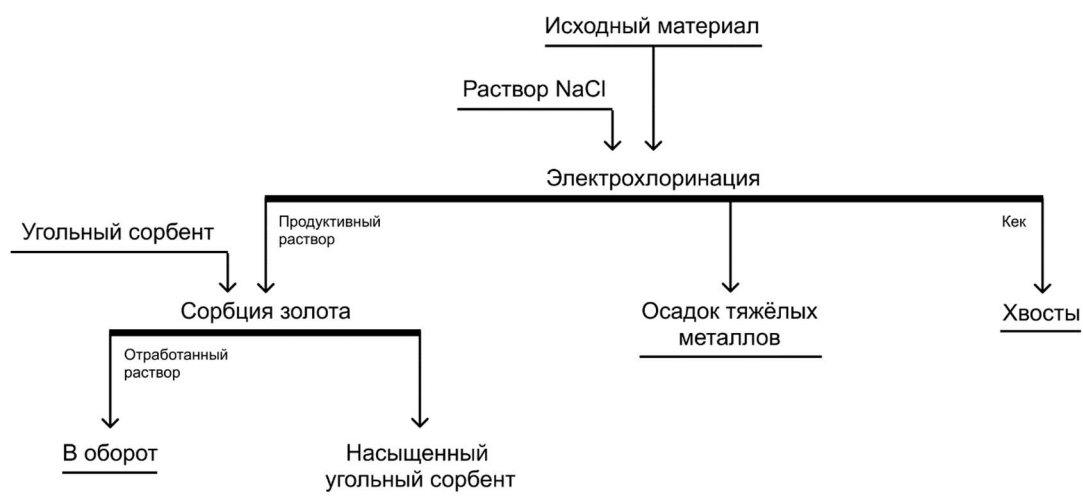 Исходный материал
Раствор NaCl
Электрохлоринация
Угольный сорбент
Продуктивный
раствор
Кек
Сорбция золота
Осадок тяжёлых
металлов
Хвосты
Отработанный
раствор
В оборот
Насыщенный
угольный сорбент